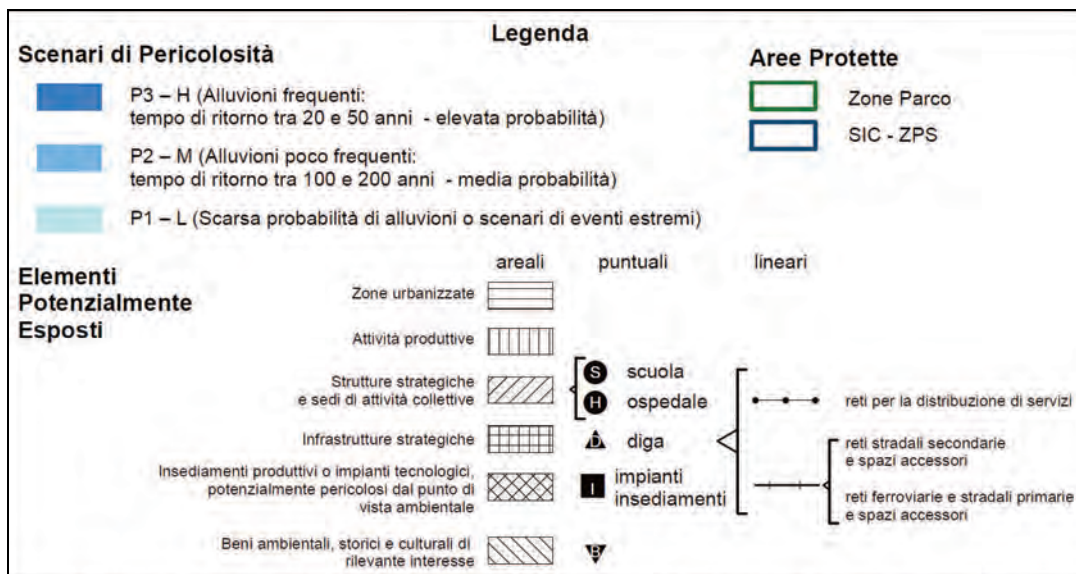 Legenda
Scenari di Pericolosità
P3 – H (Alluvioni frequenti:
tempo di ritorno tra 20 e 50 anni - elevata probabilità)
P2 – M (Alluvioni poco frequenti:
tempo di ritorno tra 100 e 200 anni - media probabilità)
P1 – L (Scarsa probabilità di alluvioni o scenari di eventi estremi)
Aree Protette
Zone Parco
SIC - ZPS
Elementi
Potenzialmente
Esposti
areali
puntuali
lineari
Zone urbanizzate
Attività produttive
Strutture strategiche
e sedi di attività collettive
S scuola
H ospedale
Infrastrutture strategiche
D diga
Insediamenti produttivi o impianti tecnologici,
potenzialmente pericolosi dal punto di
vista ambientale
I impianti
insediamenti
Beni ambientali, storici e culturali di
rilevante interesse
B
reti per la distribuzione di servizi
reti stradali secondarie
e spazi accessori
reti ferroviarie e stradali primarie
e spazi accessori